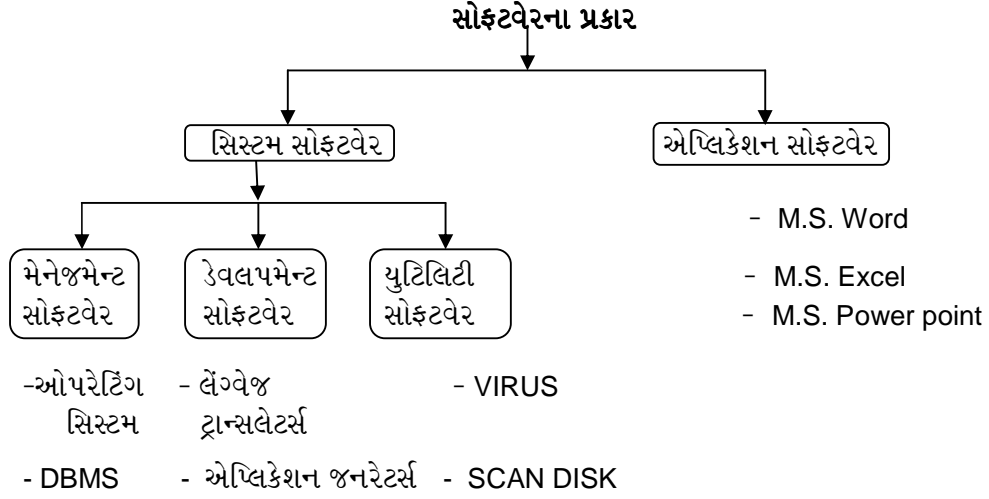 સોફટવેરના પ્રકાર
સિસ્ટમ સોફટવેર
એપ્લિકેશન સોફટવેર
મેનેજમેન્ટ
સોફટવેર
ડેવલપમેન્ટ
સોફટવેર
યુટિલિટી
સોફટવેર
- M.S. Word
- M.S. Excel
- M.S. Power point
-ઓપરેટિંગ
સિસ્ટમ
- DBMS
- લેંગ્વેજ
ટ્રાન્સલેટર્સ
- એપ્લિકેશન જનરેટર્સ
- VIRUS
- SCAN DISK